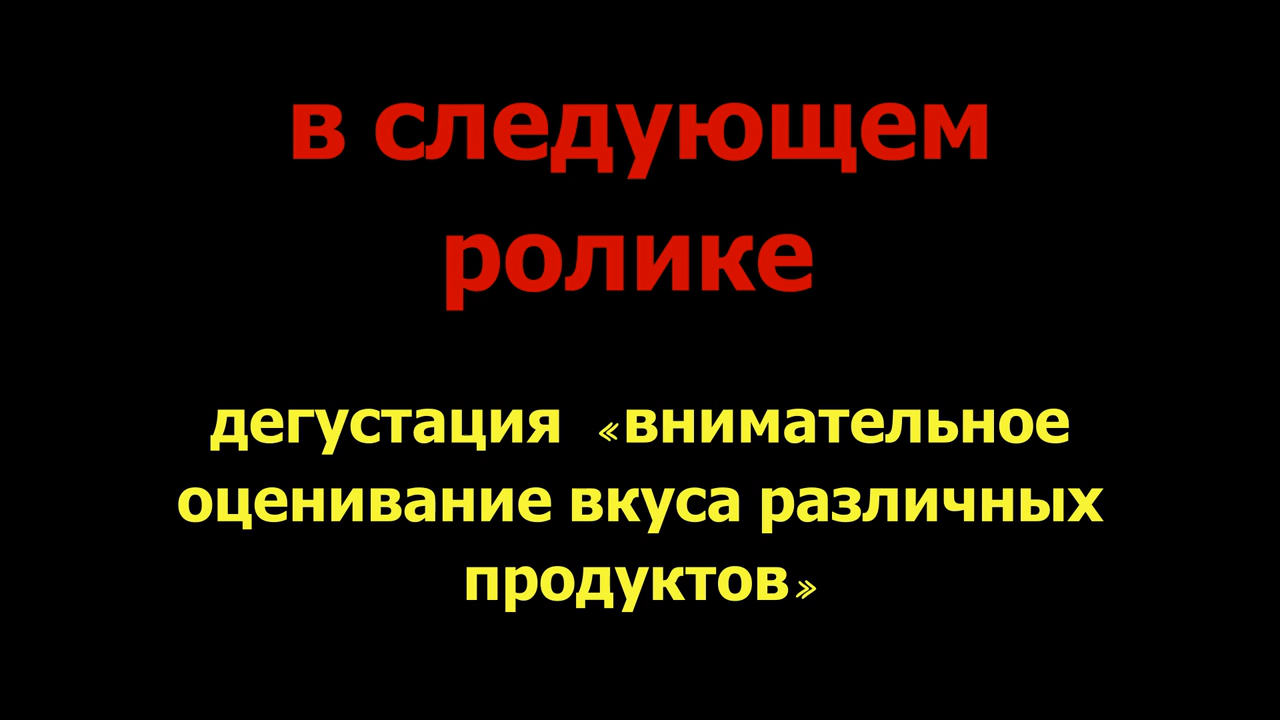 в следующем
ролике
дегустация «внимательное
оценивание вкуса различных
продуктов»